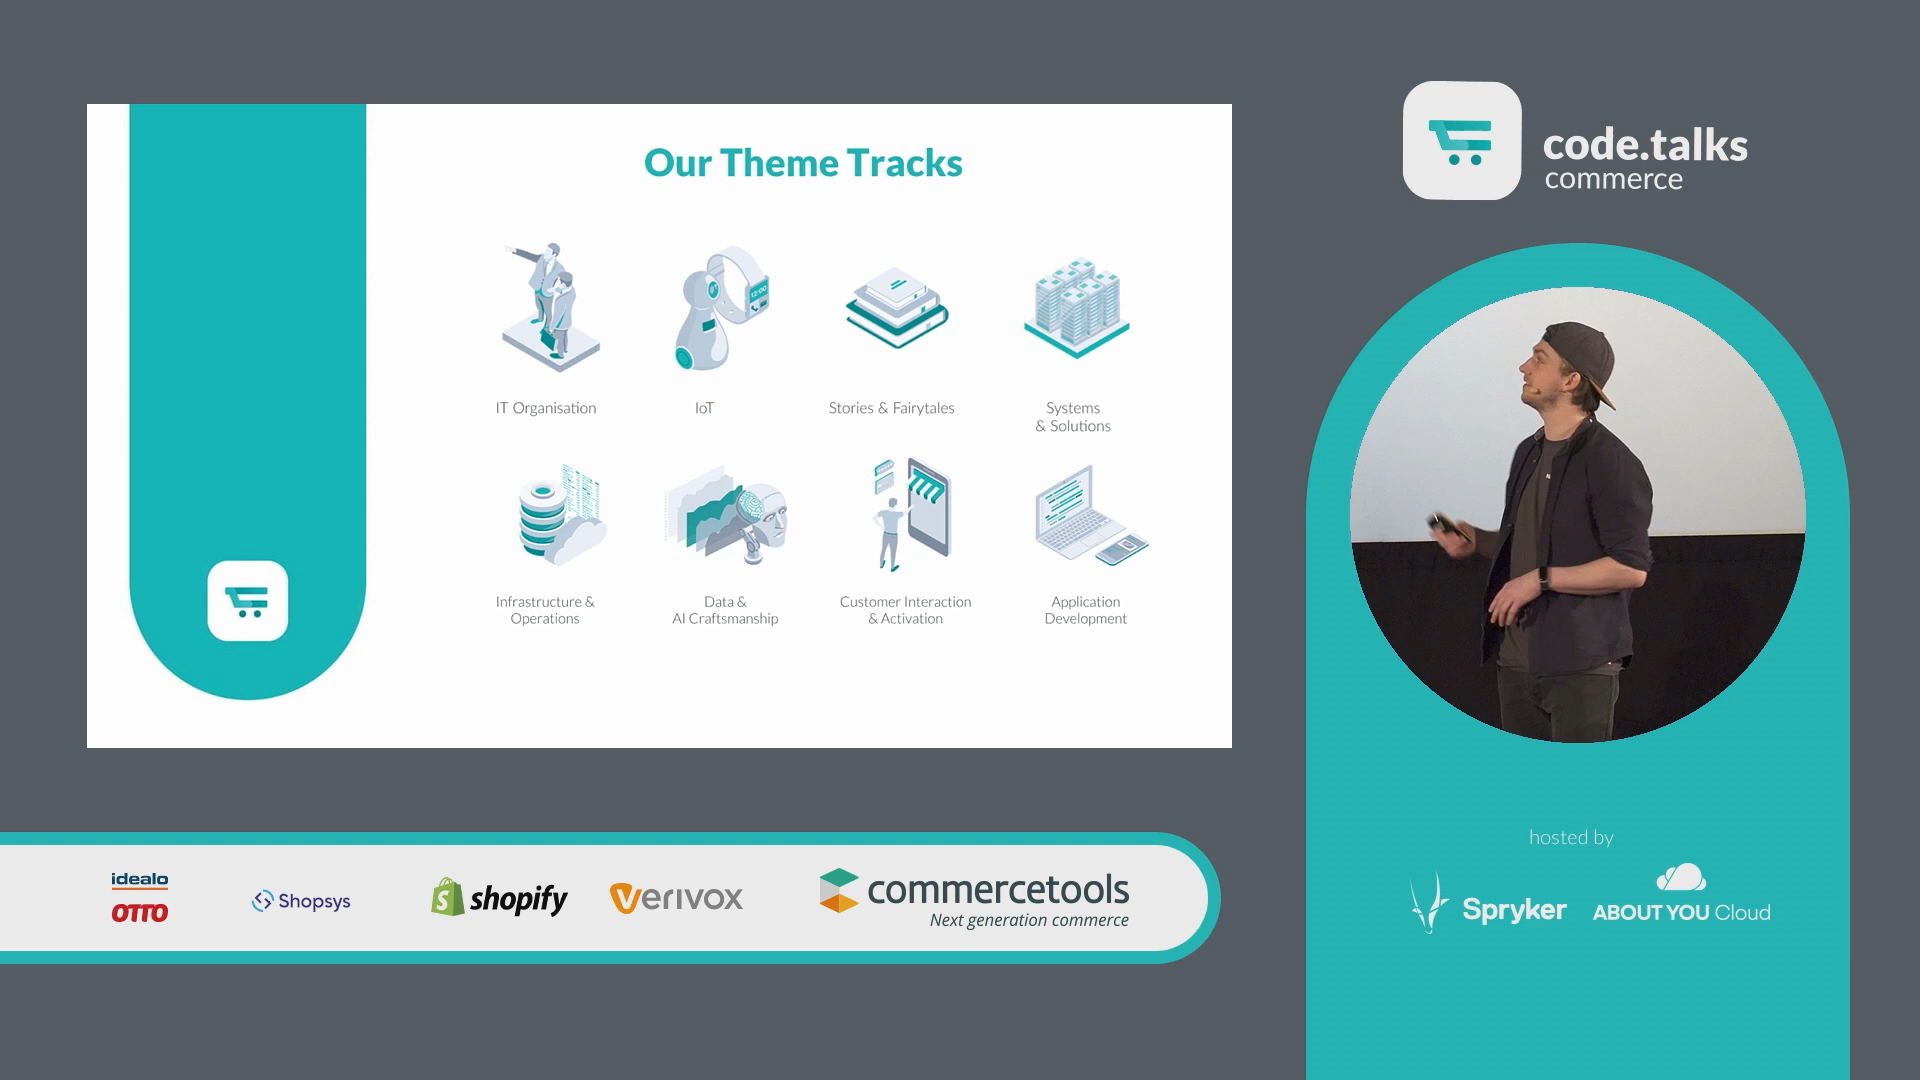 Our Theme Tracks
12:00
IT Organisation
IoT
Stories & Fairytales
Systems
& Solutions
Infrastructure &
Operations
Data &
AI Craftsmanship
Customer Interaction
& Activation
Application
Development
code.talks
commerce
hosted by
Spryker
ABOUT YOU Cloud
idealo
OTTO
Shopsys
shopify
verivox
commercetools
Next generation commerce